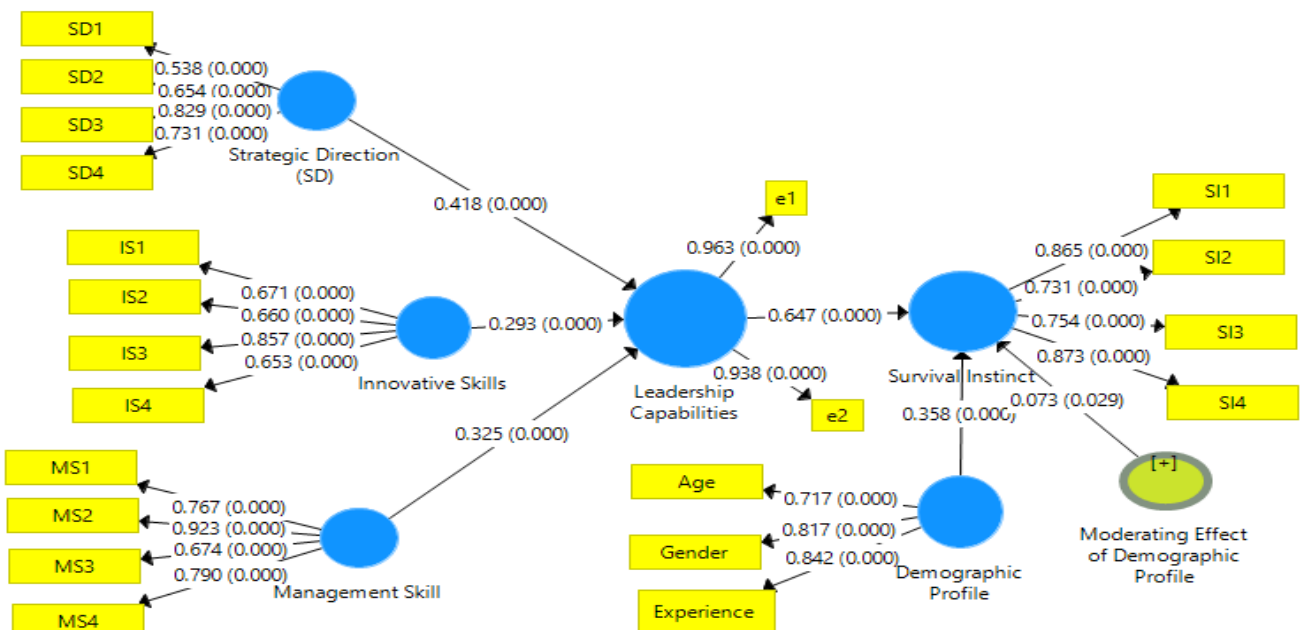 SD1
SD2
SD3
SD4
0.538 (0.000)
0.654 (0.000)
0.829 (0.000)
0.731 (0.000)
Strategic Direction
(SD)
0.418 (0.000)
IS1
IS2
IS3
IS4
0.671 (0.000)
0.660 (0.000)
0.857 (0.000)
0.653 (0.000)
Innovative Skills
0.293 (0.000)
MS1
MS2
MS3
MS4
0.767 (0.000)
0.923 (0.000)
0.674 (0.000)
0.790 (0.000)
Management Skill
0.325 (0.000)
e1
0.963 (0.000)
Leadership
Capabilities
0.938 (0.000)
e2
0.647 (0.000)
Survival Instinct
0.865 (0.000)
0.731 (0.000)
0.754 (0.000)
0.873 (0.000)
SI1
SI2
SI3
SI4
0.358 (0.000)
0.073 (0.029)
Age
Gender
Experience
0.717 (0.000)
0.817 (0.000)
0.842 (0.000)
Demographic
Profile
[+]
Moderating Effect
of Demographic
Profile